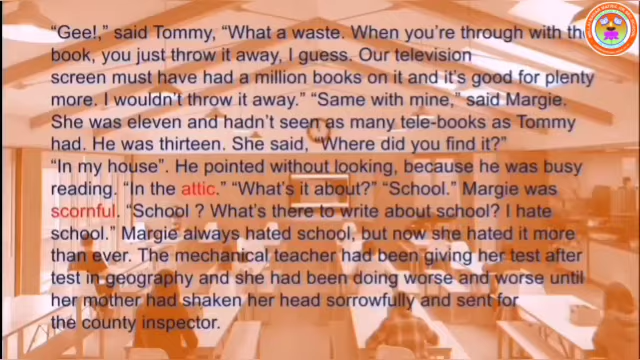 “Gee!,” said Tommy, “What a waste. When you’re through with the
book, you just throw it away, I guess. Our television
screen must have had a million books on it and it’s good for plenty
more. I wouldn’t throw it away.” “Same with mine,” said Margie.
She was eleven and hadn’t seen as many tele-books as Tommy
had. He was thirteen. She said, “Where did you find it?”
“In my house”. He pointed without looking, because he was busy
reading. “In the attic.” “What’s it about?” “School.” Margie was
scornful. “School ? What’s there to write about school? I hate
school.” Margie always hated school, but now she hated it more
than ever. The mechanical teacher had been giving her test after
test in geography and she had been doing worse and worse until
her mother had shaken her head sorrowfully and sent for
the county inspector.